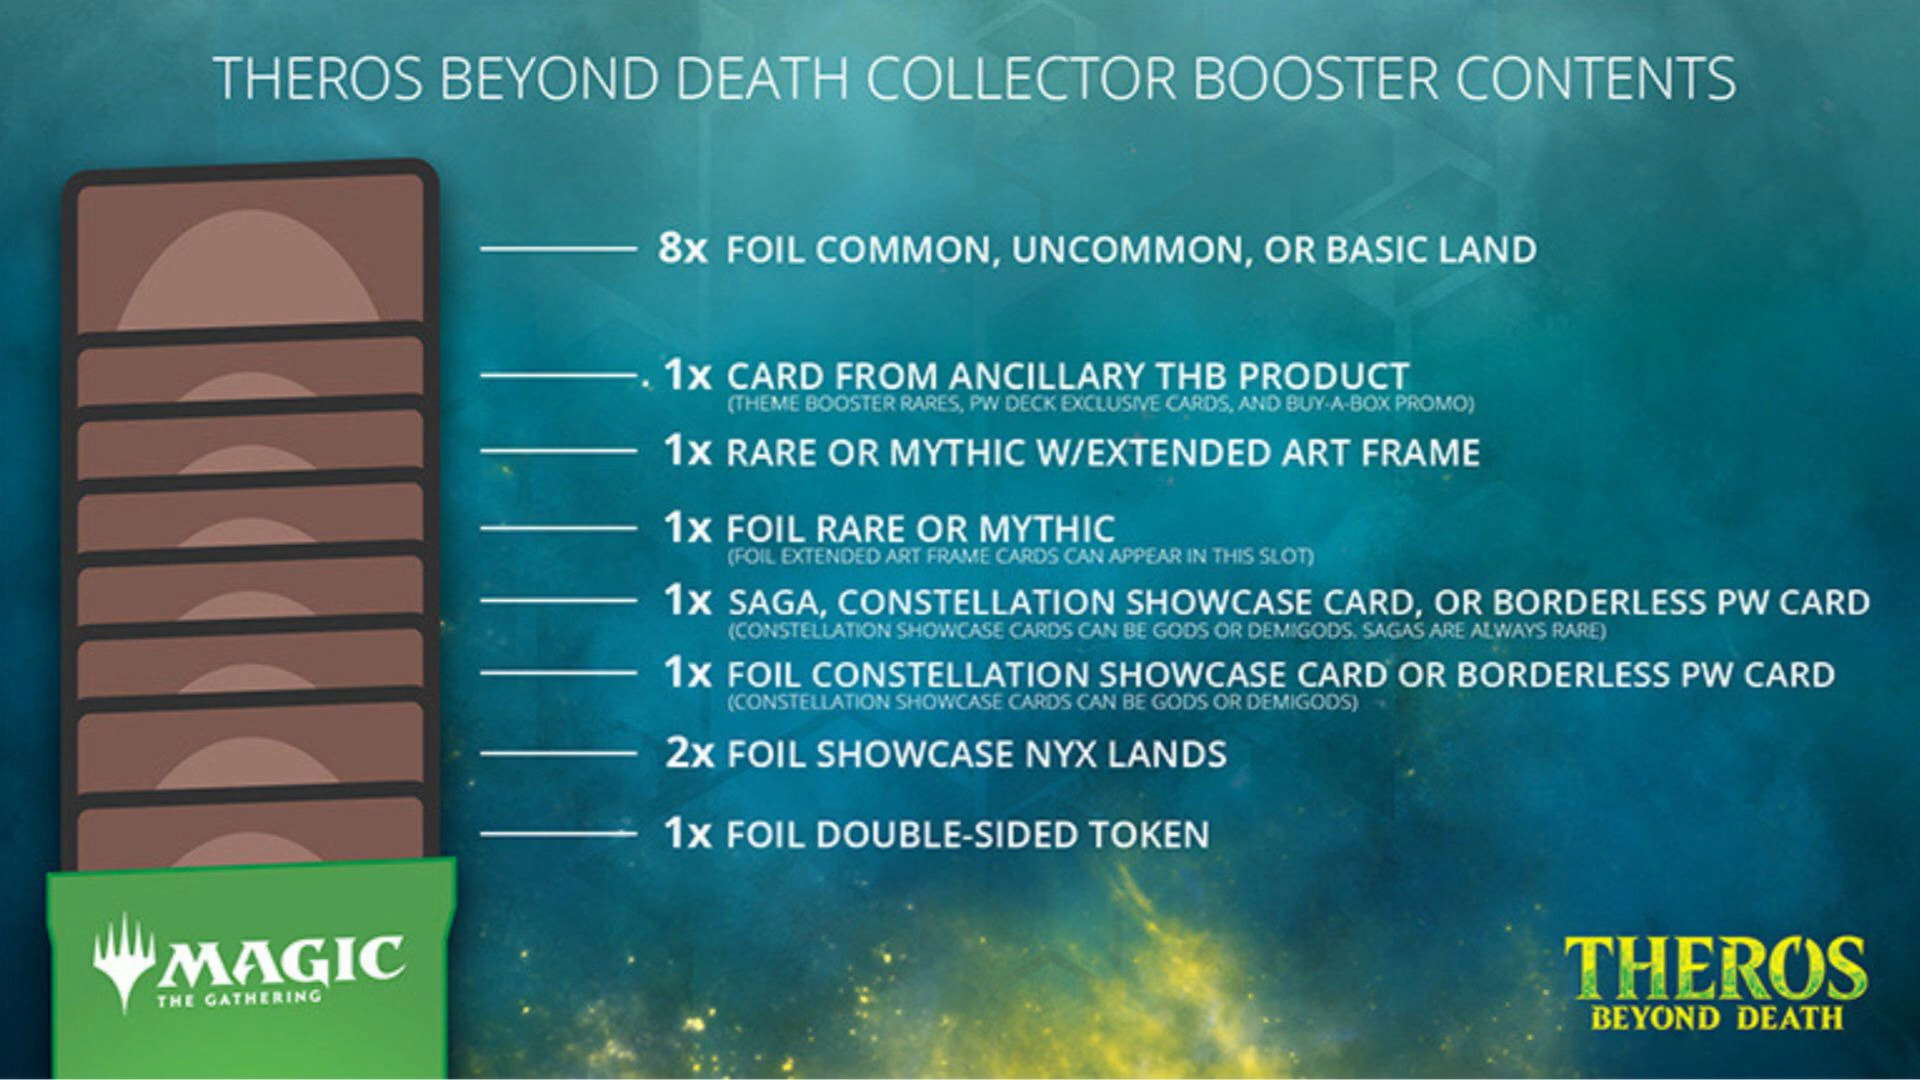 THEROS BEYOND DEATH COLLECTOR BOOSTER CONTENTS
8x FOIL COMMON, UNCOMMON, OR BASIC LAND
1x CARD FROM ANCILLARY THB PRODUCT
(THEME BOOSTER RARES, PW DECK EXCLUSIVE CARDS, AND BUY-A-BOX PROMO)
1x RARE OR MYTHIC W/EXTENDED ART FRAME
1x FOIL RARE OR MYTHIC
(FOIL EXTENDED ART FRAME CARDS CAN APPEAR IN THIS SLOT)
1x SAGA, CONSTELLATION SHOWCASE CARD, OR BORDERLESS PW CARD
(CONSTELLATION SHOWCASE CARDS CAN BE GODS OR DEMIGODS. SAGAS ARE ALWAYS RARE)
1x FOIL CONSTELLATION SHOWCASE CARD OR BORDERLESS PW CARD
(CONSTELLATION SHOWCASE CARDS CAN BE GODS OR DEMIGODS)
2x FOIL SHOWCASE NYX LANDS
1x FOIL DOUBLE-SIDED TOKEN
MAGIC
THE GATHERING
THEROS
BEYOND DEATH